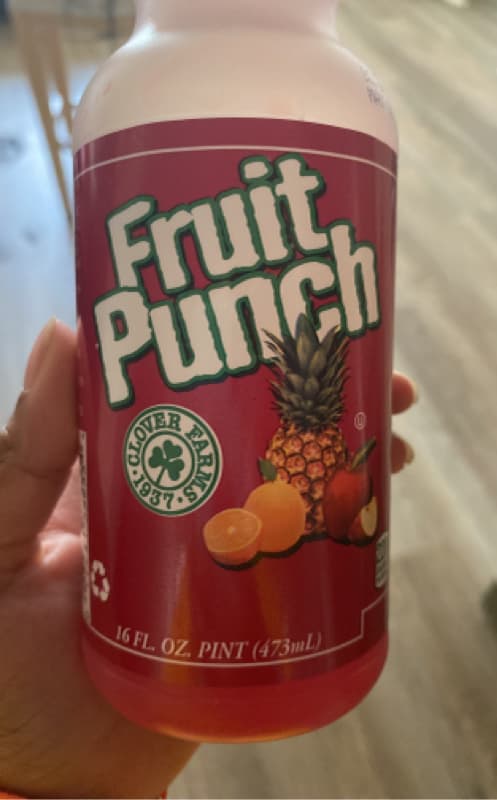 Fruit
Punch
CLOVER FARMS
• 1937 •
U
16 FL. OZ. PINT (473mL)